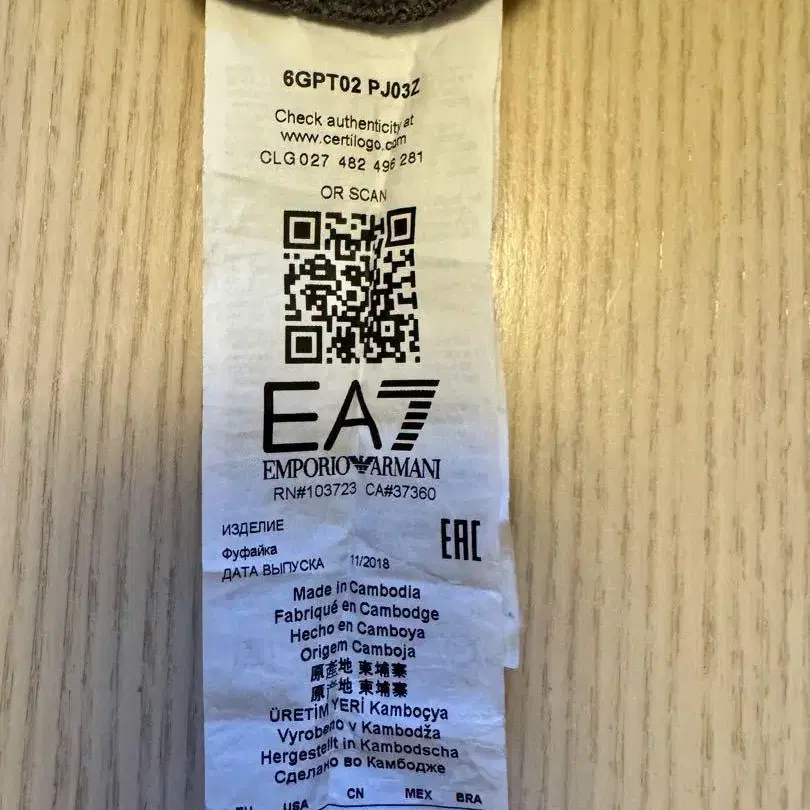 6GPT02 PJ03Z
Check authenticity at
www.certilogo.com
CLG 027 482 496 281
OR SCAN
EA7
EMPORIO ARMANI
RN#103723 CA#37360
ИЗДЕЛИЕ
Фуфайка
EAC
ДАТА ВЫПУСКА 11/2018
Made in Cambodia
Fabriqué en Cambodge
Hecho en Camboya
Origem Camboja
原產地 柬埔寨
原产地 柬埔寨
ÜRETİM YERİ Kamboçya
Vyrobeno v Kambodža
Hergestellt in Kambodscha
Сделано во Камбодже
USA CN MEX BRA